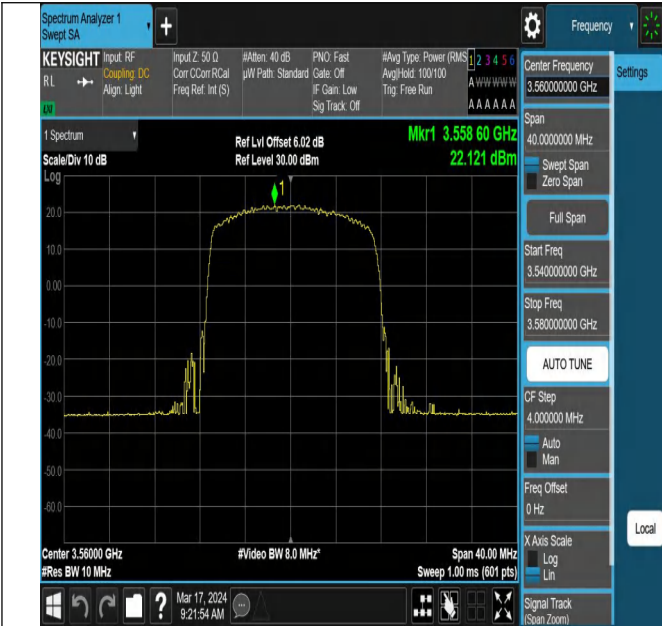 Spectrum Analyzer 1
Swept SA
+
Frequency
KEYSIGHT
RL
LXI
Input: RF
Coupling: DC
Align: Light
Input Z: 50 Ω
Corr CCorr RCal
Freq Ref: Int (S)
#Atten: 40 dB
µW Path: Standard
PNO: Fast
Gate: Off
IF Gain: Low
Sig Track: Off
#Avg Type: Power (RMS
Avg|Hold: 100/100
Trig: Free Run
1 2 3 4 5 6
A W W W W W
A A A A A A
1 Spectrum
Scale/Div 10 dB
Log
Ref Lvl Offset 6.02 dB
Ref Level 30.00 dBm
Mkr1 3.558 60 GHz
22.121 dBm
1
20.0
10.0
0.00
-10.0
-20.0
-30.0
-40.0
-50.0
-60.0
Center 3.56000 GHz
#Res BW 10 MHz
#Video BW 8.0 MHz*
Span 40.00 MHz
Sweep 1.00 ms (601 pts)
Center Frequency
3.560000000 GHz
Settings
Span
40.0000000 MHz
Swept Span
Zero Span
Full Span
Start Freq
3.540000000 GHz
Stop Freq
3.580000000 GHz
AUTO TUNE
CF Step
4.000000 MHz
Auto
Man
Freq Offset
0 Hz
X Axis Scale
Log
Lin
Local
Signal Track
(Span Zoom)
?
Mar 17, 2024
9:21:54 AM